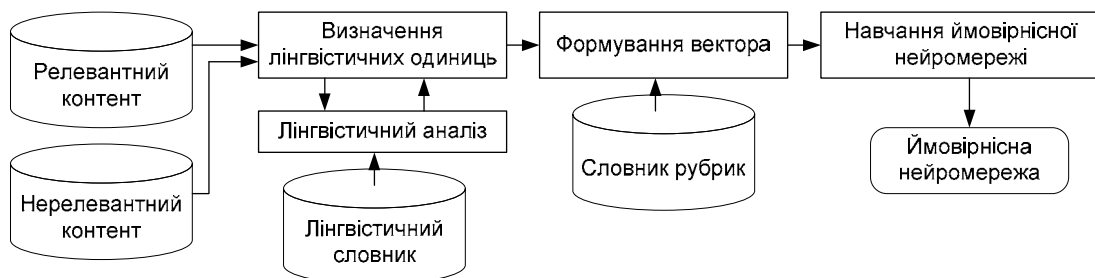 Релевантний
контент
Нерелевантний
контент
Визначення
лінгвістичних одиниць
Лінгвістичний аналіз
Лінгвістичний
словник
Формування вектора
Словник рубрик
Навчання ймовірнісної
нейромережі
Ймовірнісна
нейромережа